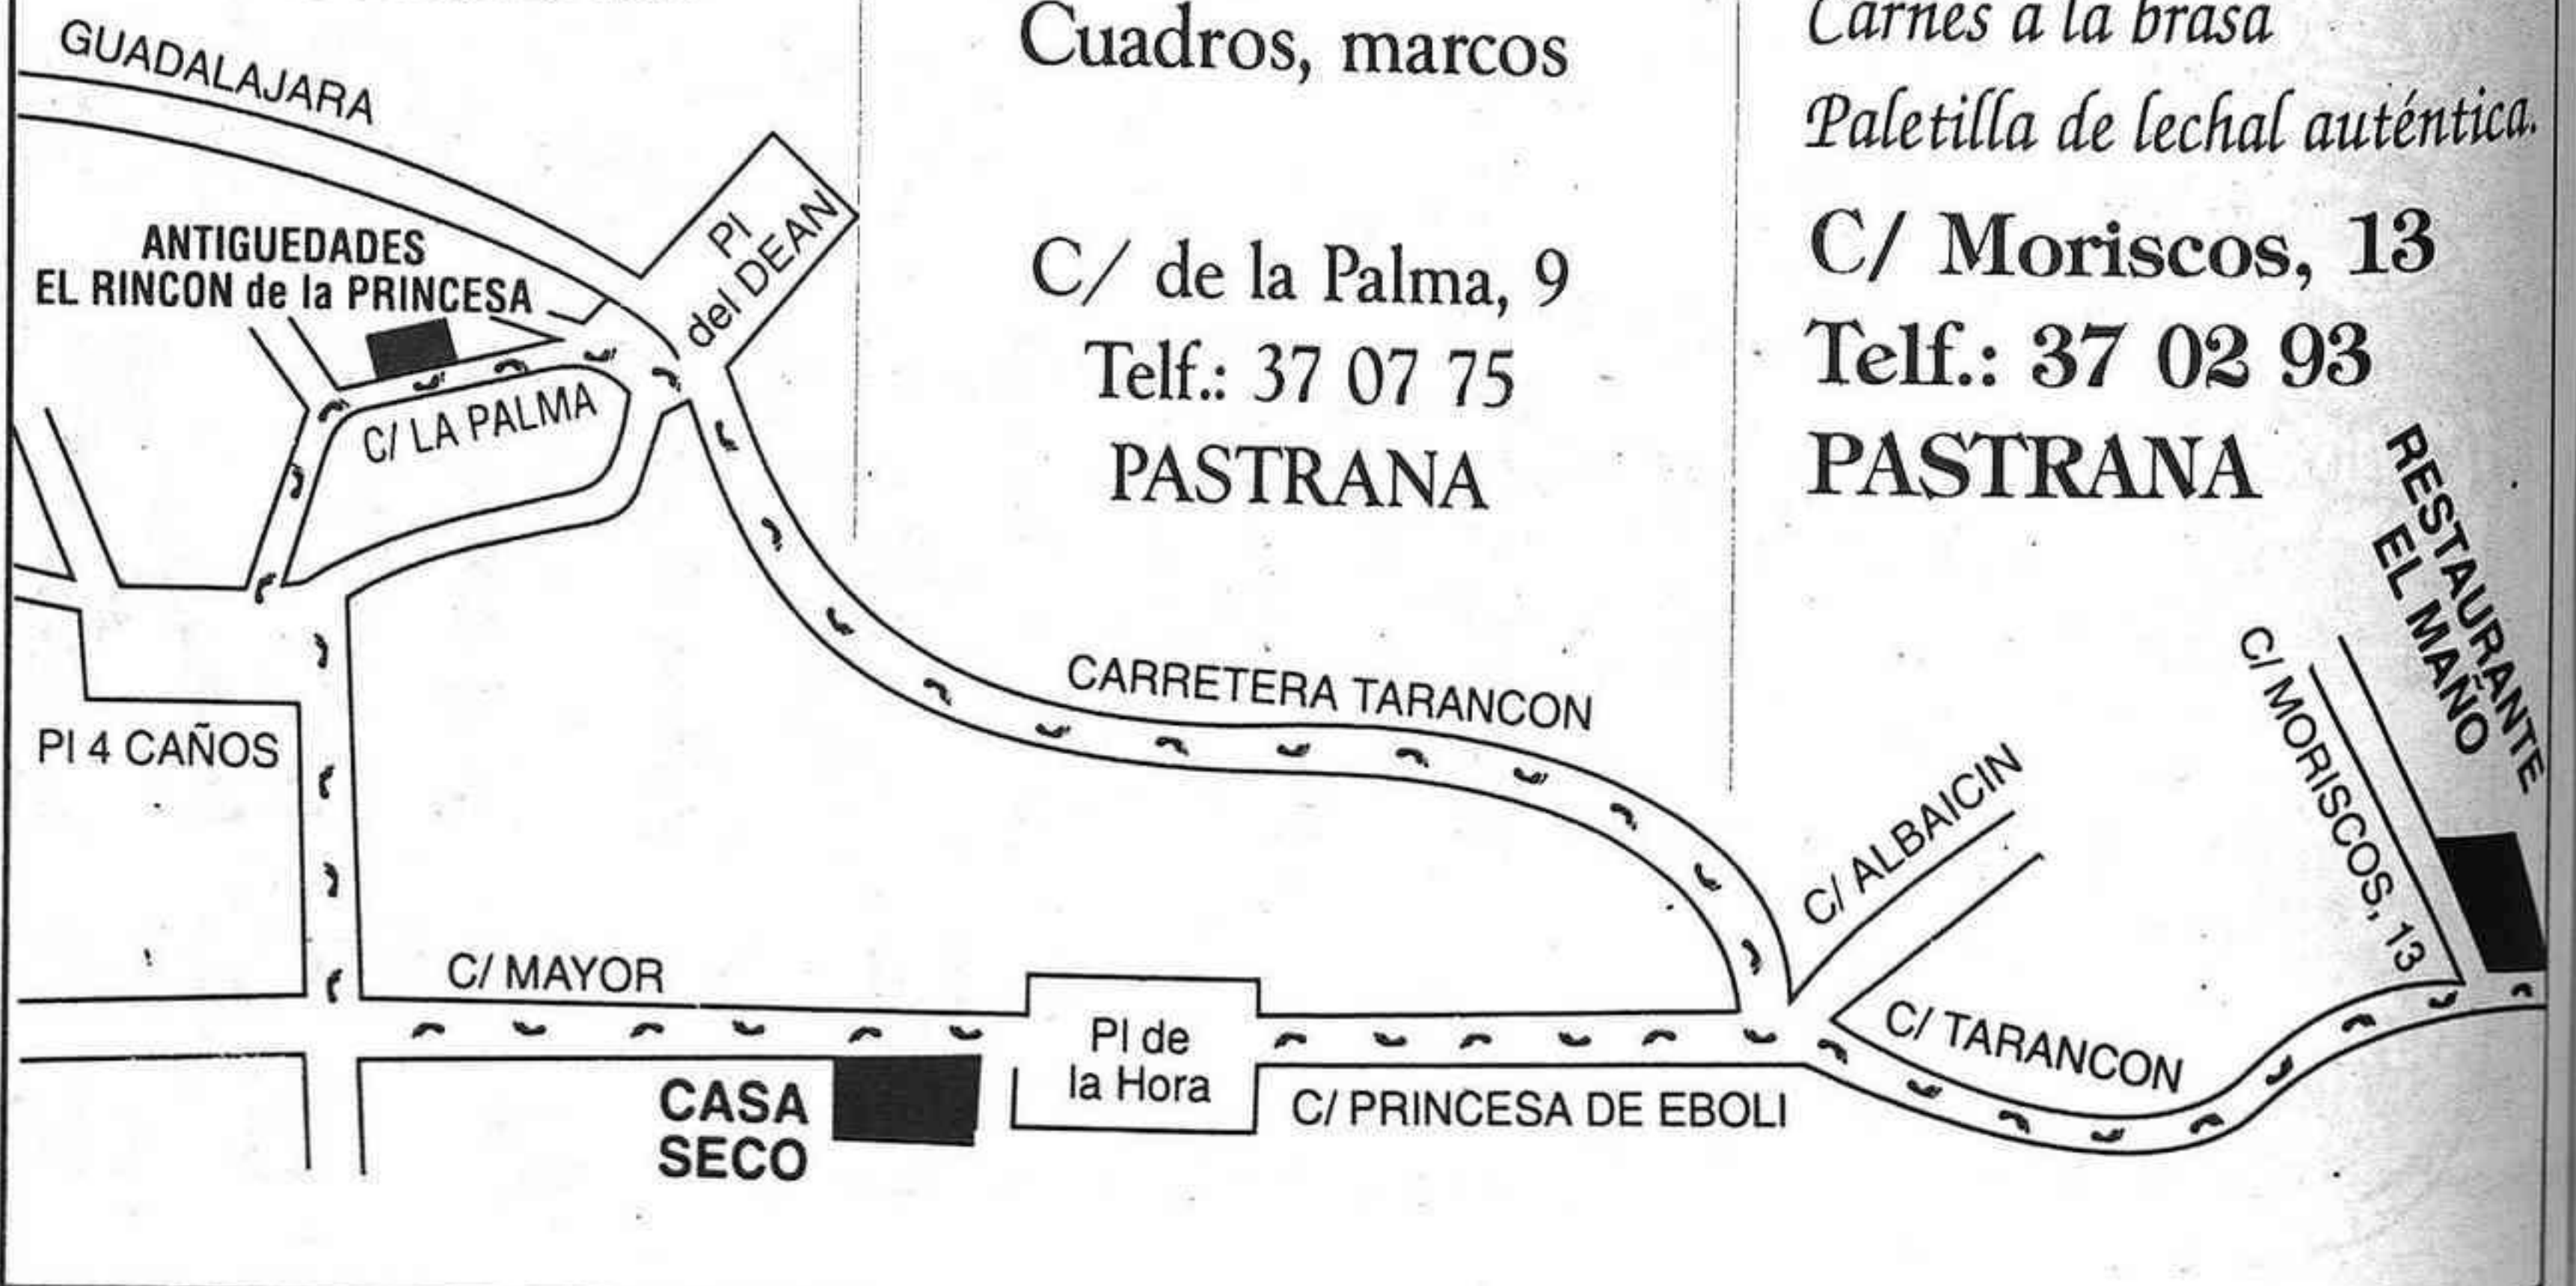 Cuadros, marcos
C/ de la Palma, 9
Telf.: 37 07 75
PASTRANA
Carnes a la brasa
Paletilla de lechal auténtica.
C/ Moriscos, 13
Telf.: 37 02 93
PASTRANA
GUADALAJARA
Pl
del DEAN
ANTIGUEDADES
EL RINCON de la PRINCESA
C/ LA PALMA
Pl 4 CAÑOS
CARRETERA TARANCON
C/ MAYOR
CASA
SECO
Pl de
la Hora
C/ PRINCESA DE EBOLI
C/ ALBAICIN
C/ TARANCON
C/ MORISCOS, 13
RESTAURANTE
EL MAÑO